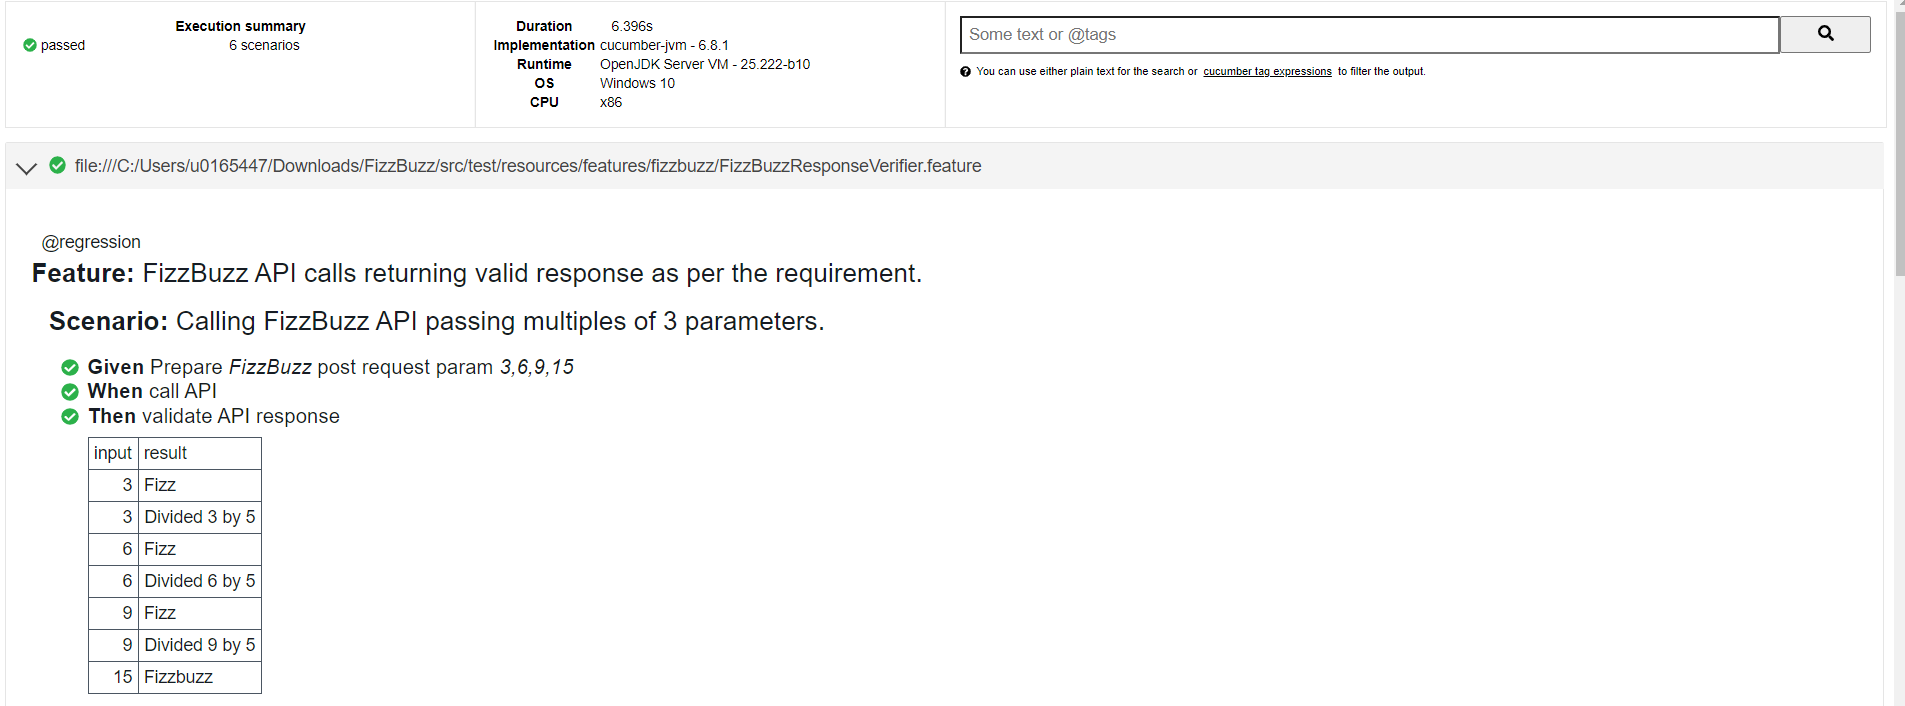 Execution summary
passed
6 scenarios
Duration 6.396s
Implementation cucumber-jvm - 6.8.1
Runtime OpenJDK Server VM - 25.222-b10
OS Windows 10
CPU x86
Some text or @tags
You can use either plain text for the search or cucumber tag expressions to filter the output.
file:///C:/Users/u0165447/Downloads/FizzBuzz/src/test/resources/features/fizzbuzz/FizzBuzzResponseVerifier.feature
@regression
Feature: FizzBuzz API calls returning valid response as per the requirement.
Scenario: Calling FizzBuzz API passing multiples of 3 parameters.
Given Prepare FizzBuzz post request param 3,6,9,15
When call API
Then validate API response
input result
3 Fizz
3 Divided 3 by 5
6 Fizz
6 Divided 6 by 5
9 Fizz
9 Divided 9 by 5
15 Fizzbuzz